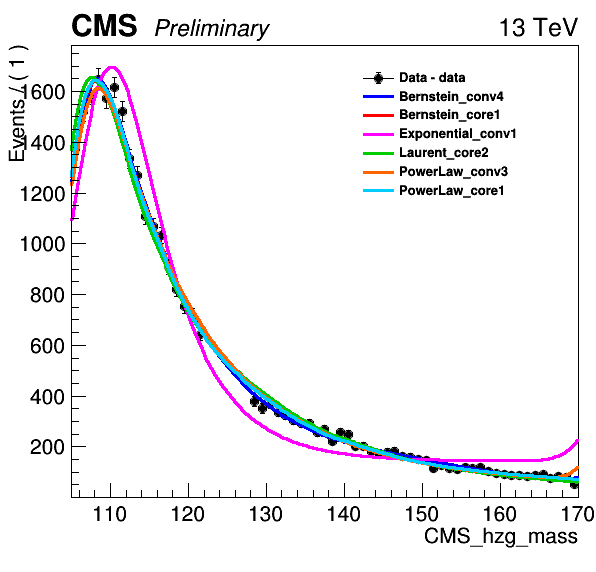 CMS Preliminary 13 TeV
Events / ( 1 )
1600
1400
1200
1000
800
600
400
200
Data - data
Bernstein_conv4
Bernstein_core1
Exponential_conv1
Laurent_core2
PowerLaw_conv3
PowerLaw_core1
110 120 130 140 150 160 170
CMS_hzg_mass